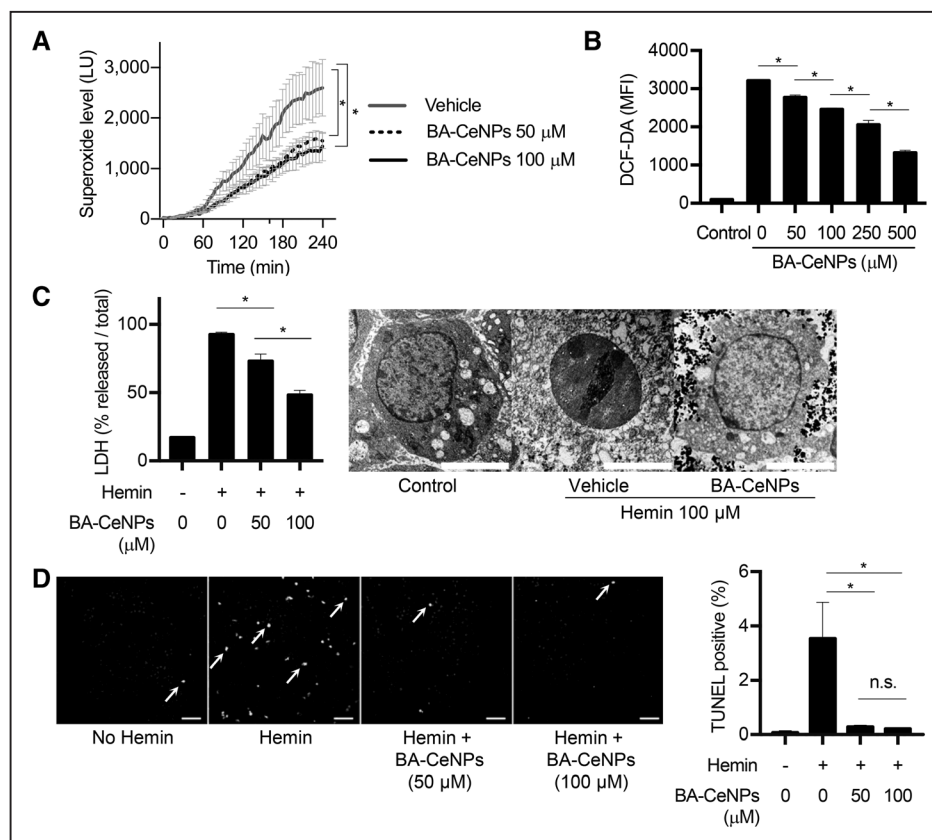 A
Superoxide level (LU)
3,000
2,000
1,000
0
0 60 120 180 240
Time (min)
* *
Vehicle
BA-CeNPs 50 μM
BA-CeNPs 100 μM
B
DCF-DA (MFI)
4000
3000
2000
1000
0
* * * *
Control 0 50 100 250 500
BA-CeNPs (μM)
C
LDH (% released / total)
100
50
0
*
*
Hemin - + + +
BA-CeNPs 0 0 50 100
(μM)
Control Vehicle BA-CeNPs
Hemin 100 μM
D
No Hemin
Hemin
Hemin +
BA-CeNPs
(50 μM)
Hemin +
BA-CeNPs
(100 μM)
TUNEL positive (%)
6
4
2
0
*
*
n.s.
Hemin - + + +
BA-CeNPs 0 0 50 100
(μM)